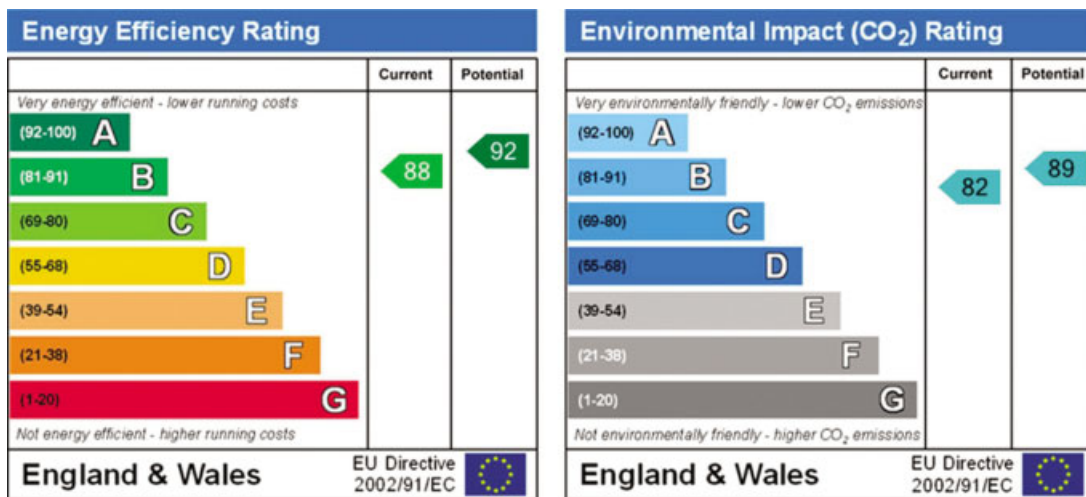 Energy Efficiency Rating
Current Potential
Very energy efficient - lower running costs
(92-100) A
92
(81-91) B
88
(69-80) C
(55-68) D
(39-54) E
(21-38) F
(1-20) G
Not energy efficient - higher running costs
England & Wales
EU Directive
2002/91/EC
Environmental Impact (CO₂) Rating
Current Potential
Very environmentally friendly - lower CO₂ emissions
(92-100) A
(81-91) B
89
82
(69-80) C
(55-68) D
(39-54) E
(21-38) F
(1-20) G
Not environmentally friendly - higher CO₂ emissions
England & Wales
EU Directive
2002/91/EC